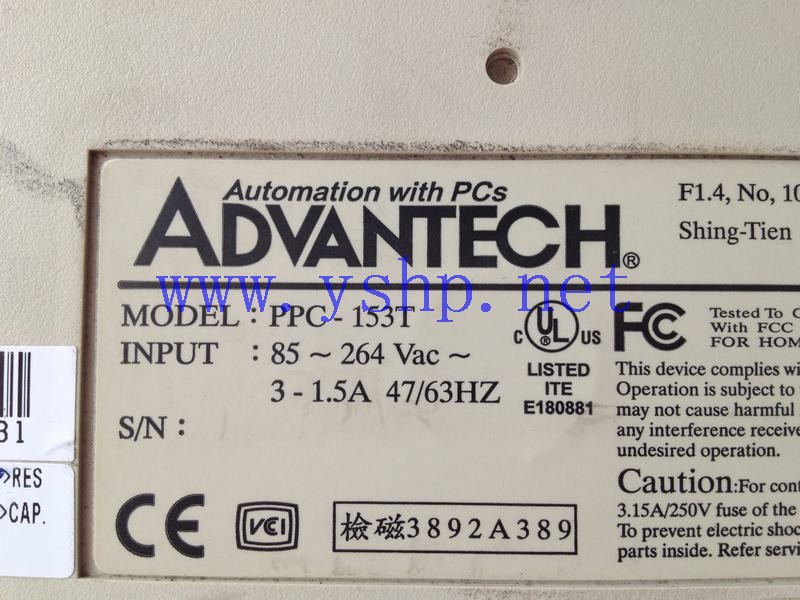 Automation with PCs
ADVANTECH®
F1.4, No, 10
Shing-Tien
www.yshp.net
MODEL : PPC - 153T
INPUT : 85 ~ 264 Vac ~
3 - 1.5A 47/63HZ
S/N :
C UL ® US
LISTED
ITE
E180881
FC
Tested To C
With FCC
FOR HOM
This device complies wi
Operation is subject to
may not cause harmful
any interference receive
undesired operation.
Caution:For cont
3.15A/250V fuse of the
To prevent electric shoc
parts inside. Refer servi
CE
VCCI
檢磁3892A389
31
>RES
>CAP.